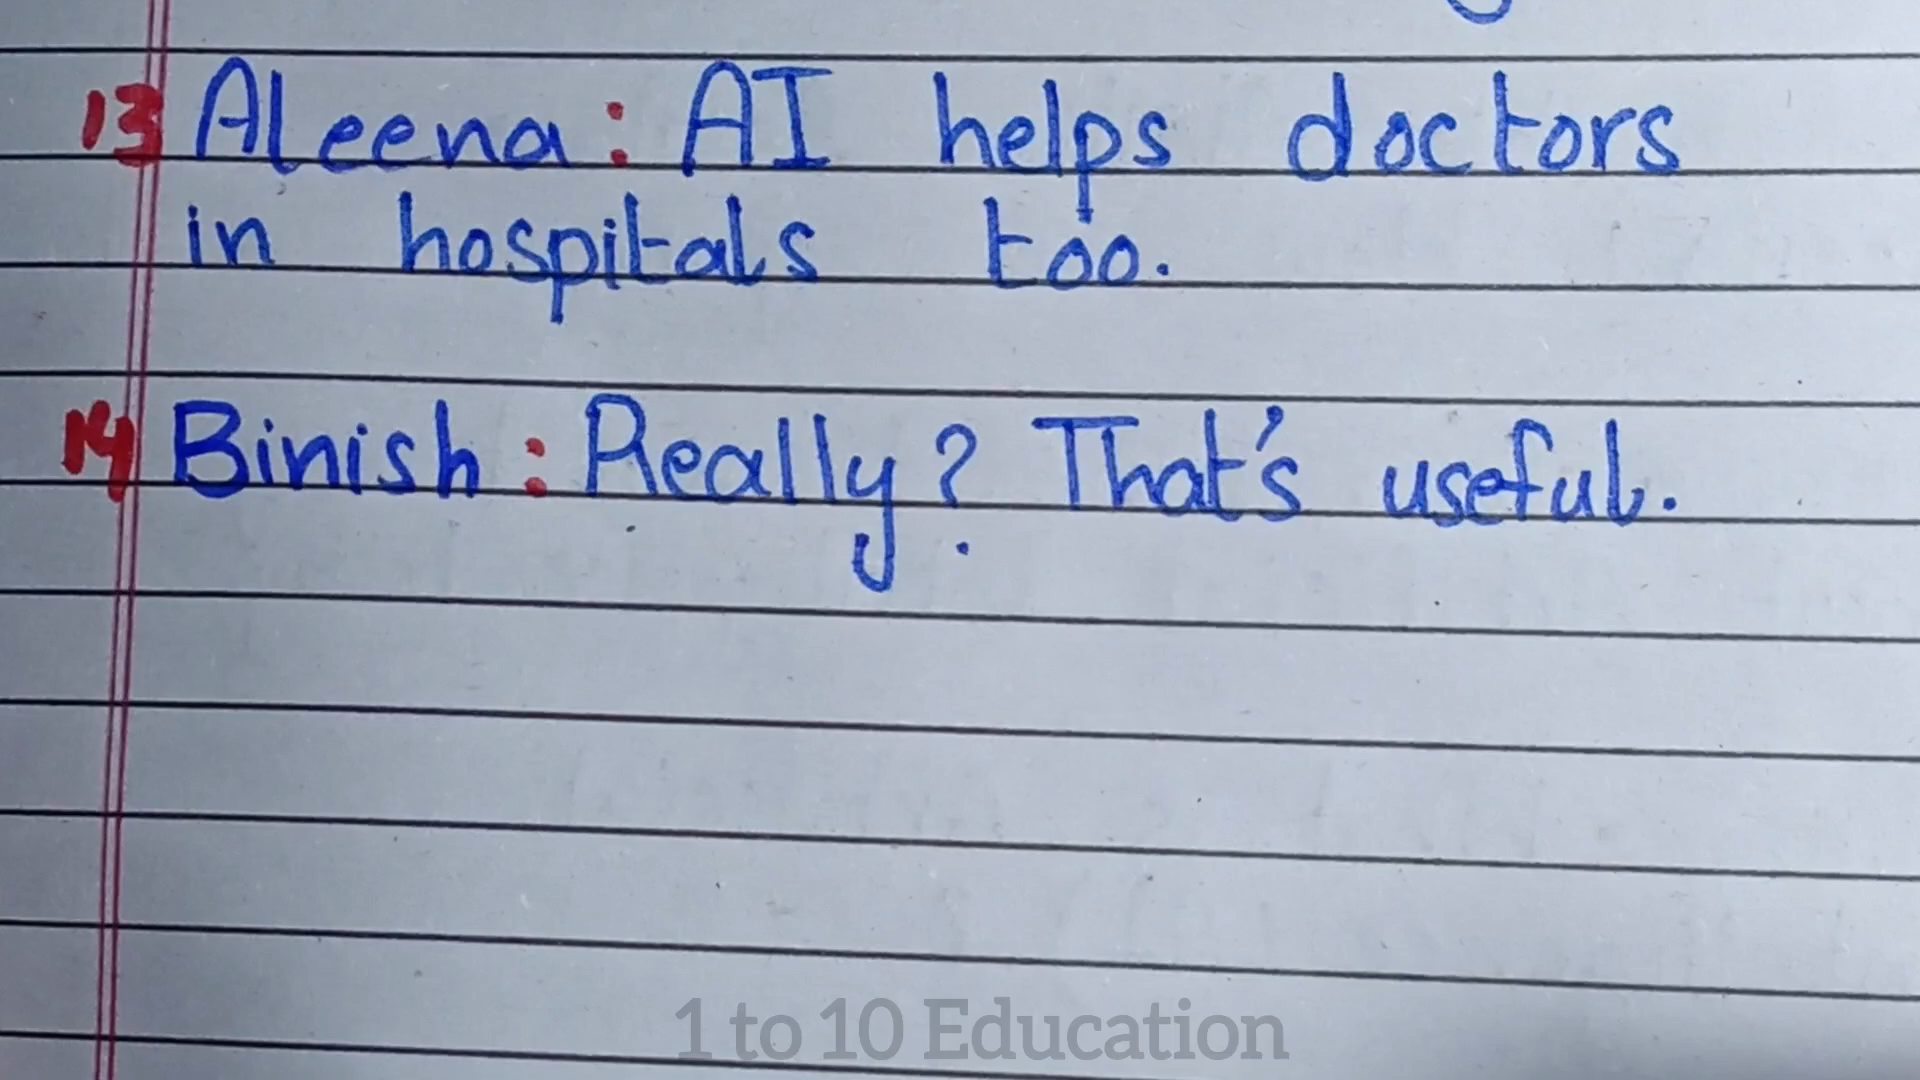 13 Aleena: AI helps doctors
in hospitals too.
14 Binish: Really? That's useful.
1 to 10 Education